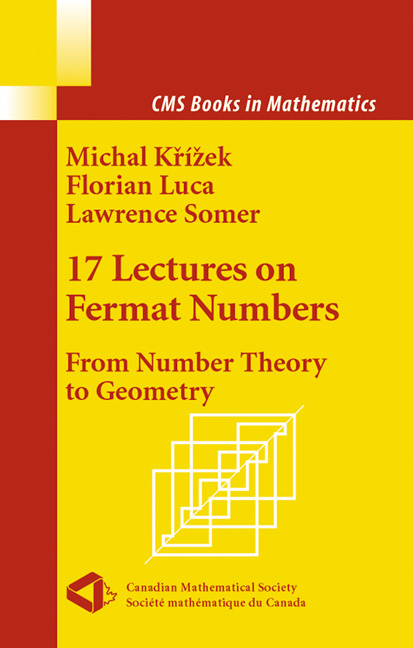 CMS Books in Mathematics
Michal Křížek
Florian Luca
Lawrence Somer
17 Lectures on
Fermat Numbers
From Number Theory
to Geometry
Canadian Mathematical Society
Société mathématique du Canada